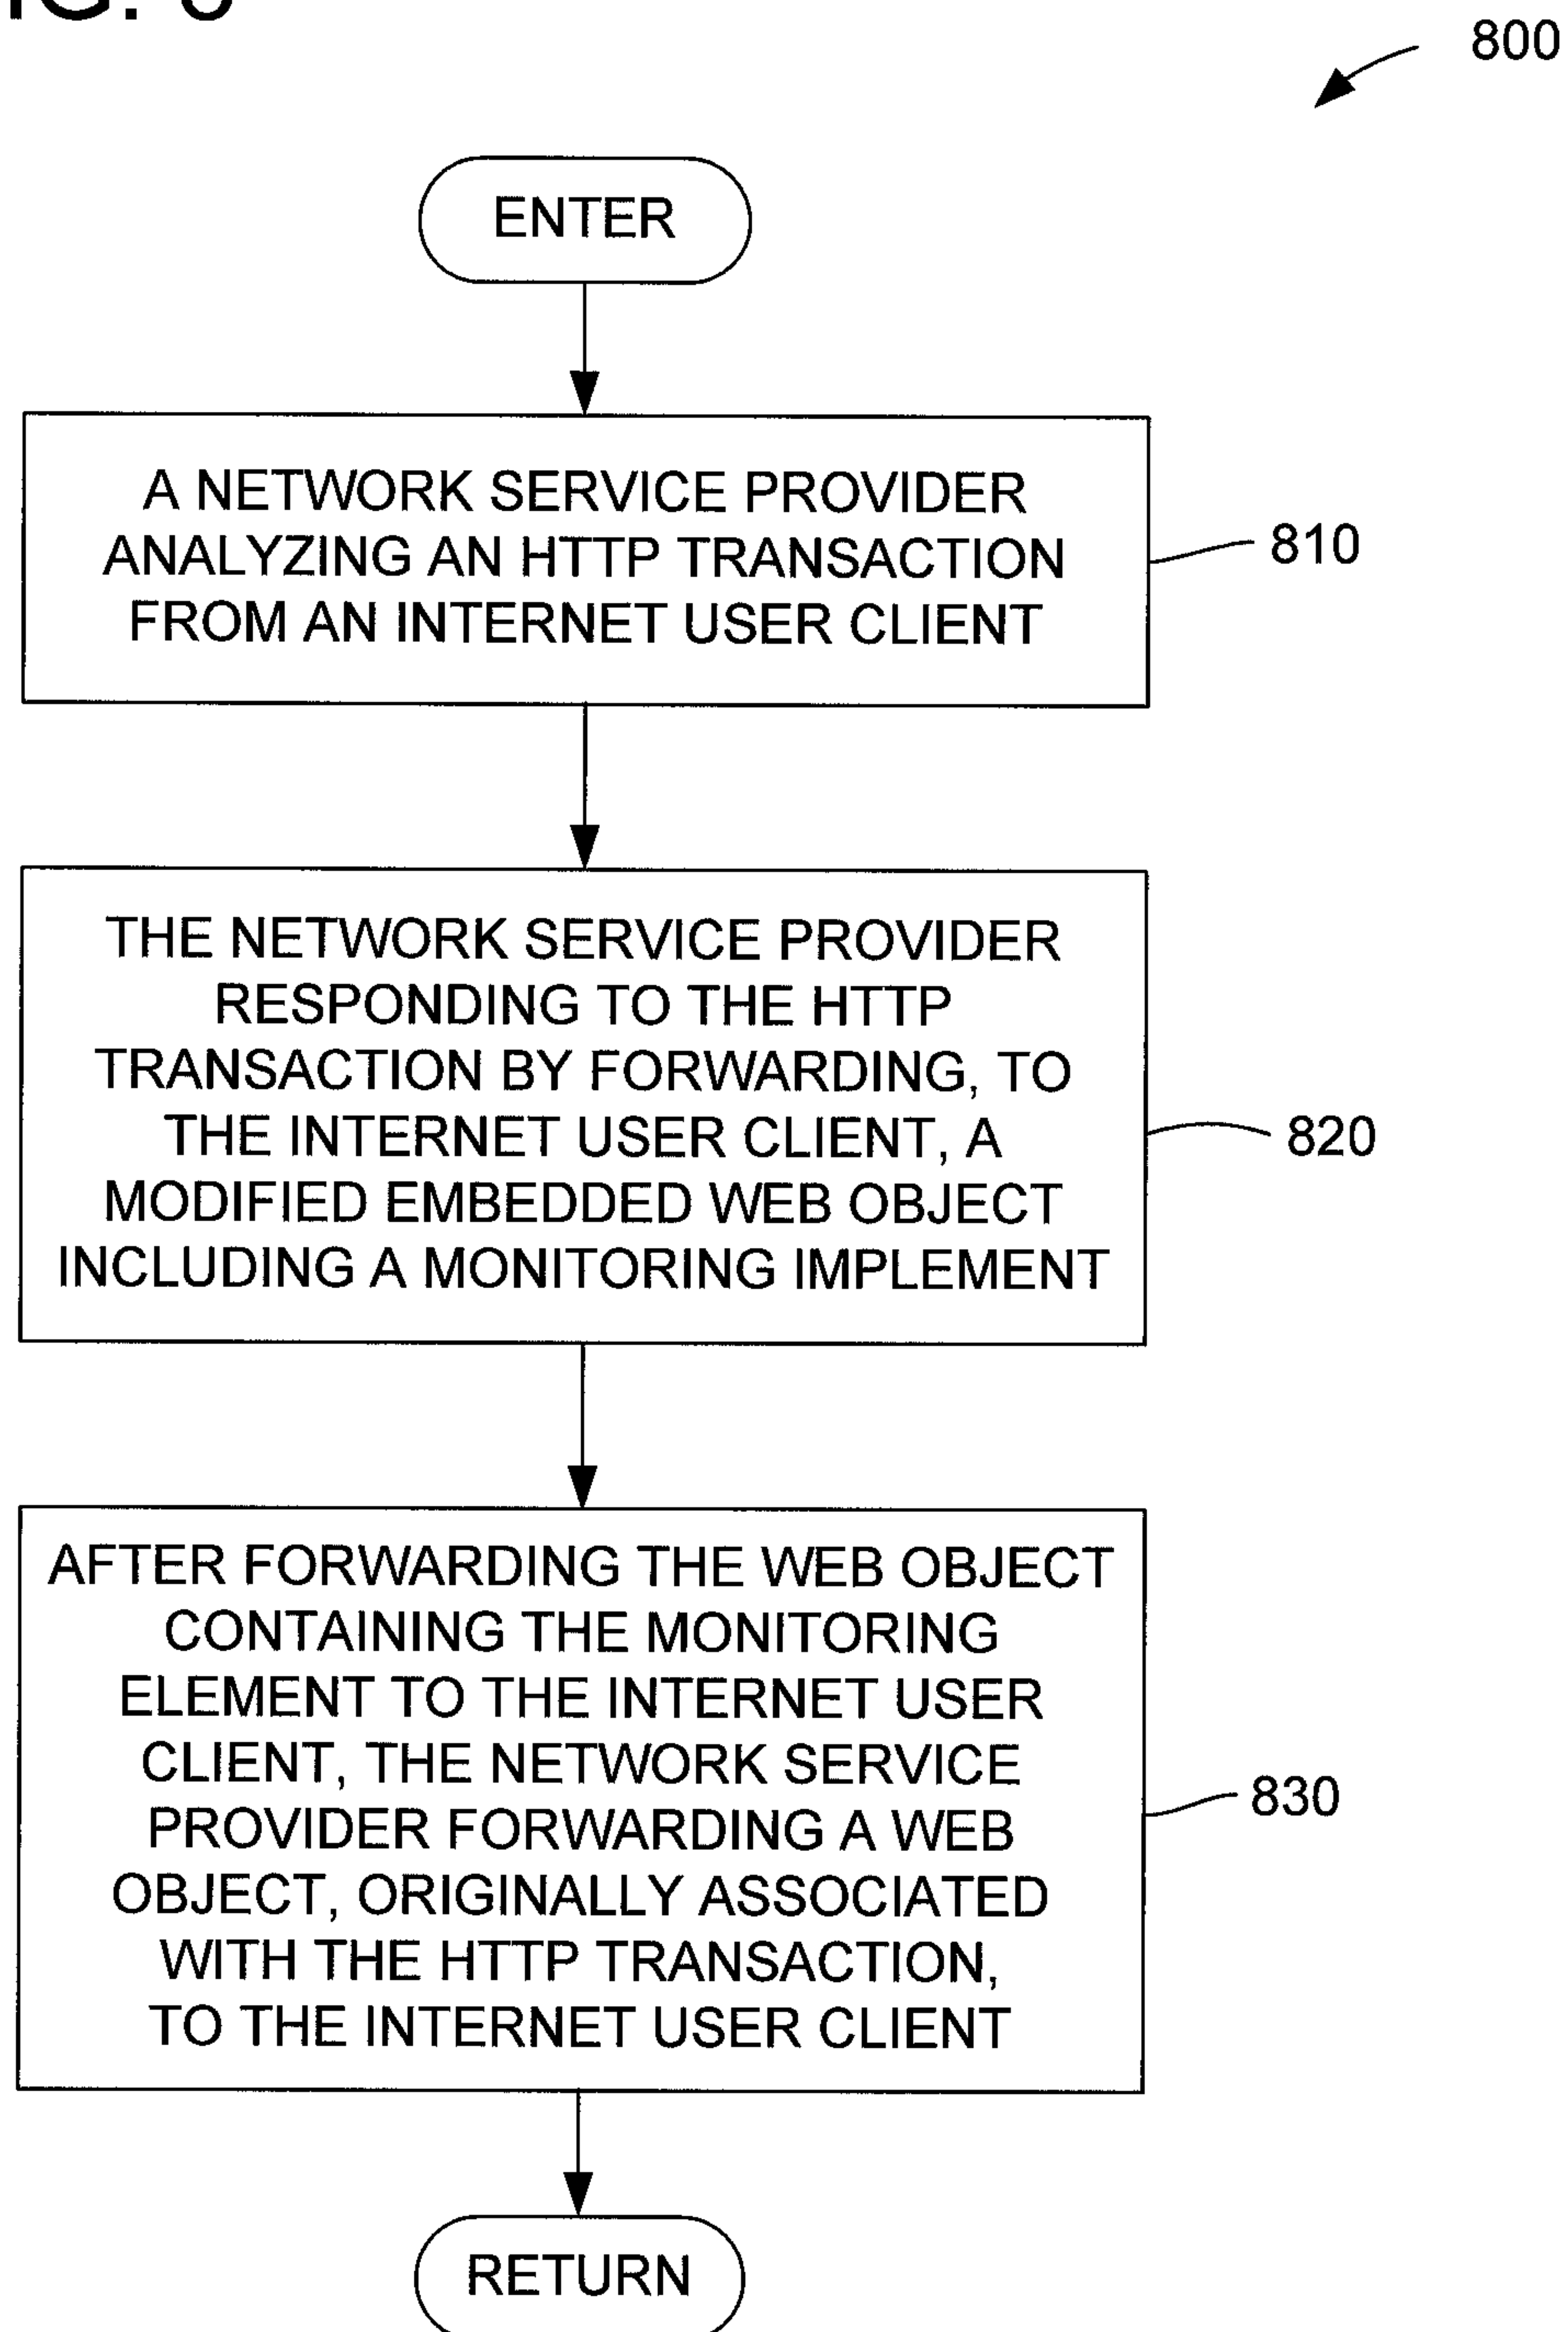 800
ENTER
A NETWORK SERVICE PROVIDER
ANALYZING AN HTTP TRANSACTION
FROM AN INTERNET USER CLIENT
810
THE NETWORK SERVICE PROVIDER
RESPONDING TO THE HTTP
TRANSACTION BY FORWARDING, TO
THE INTERNET USER CLIENT, A
MODIFIED EMBEDDED WEB OBJECT
INCLUDING A MONITORING IMPLEMENT
820
AFTER FORWARDING THE WEB OBJECT
CONTAINING THE MONITORING
ELEMENT TO THE INTERNET USER
CLIENT, THE NETWORK SERVICE
PROVIDER FORWARDING A WEB
OBJECT, ORIGINALLY ASSOCIATED
WITH THE HTTP TRANSACTION,
TO THE INTERNET USER CLIENT
830
RETURN